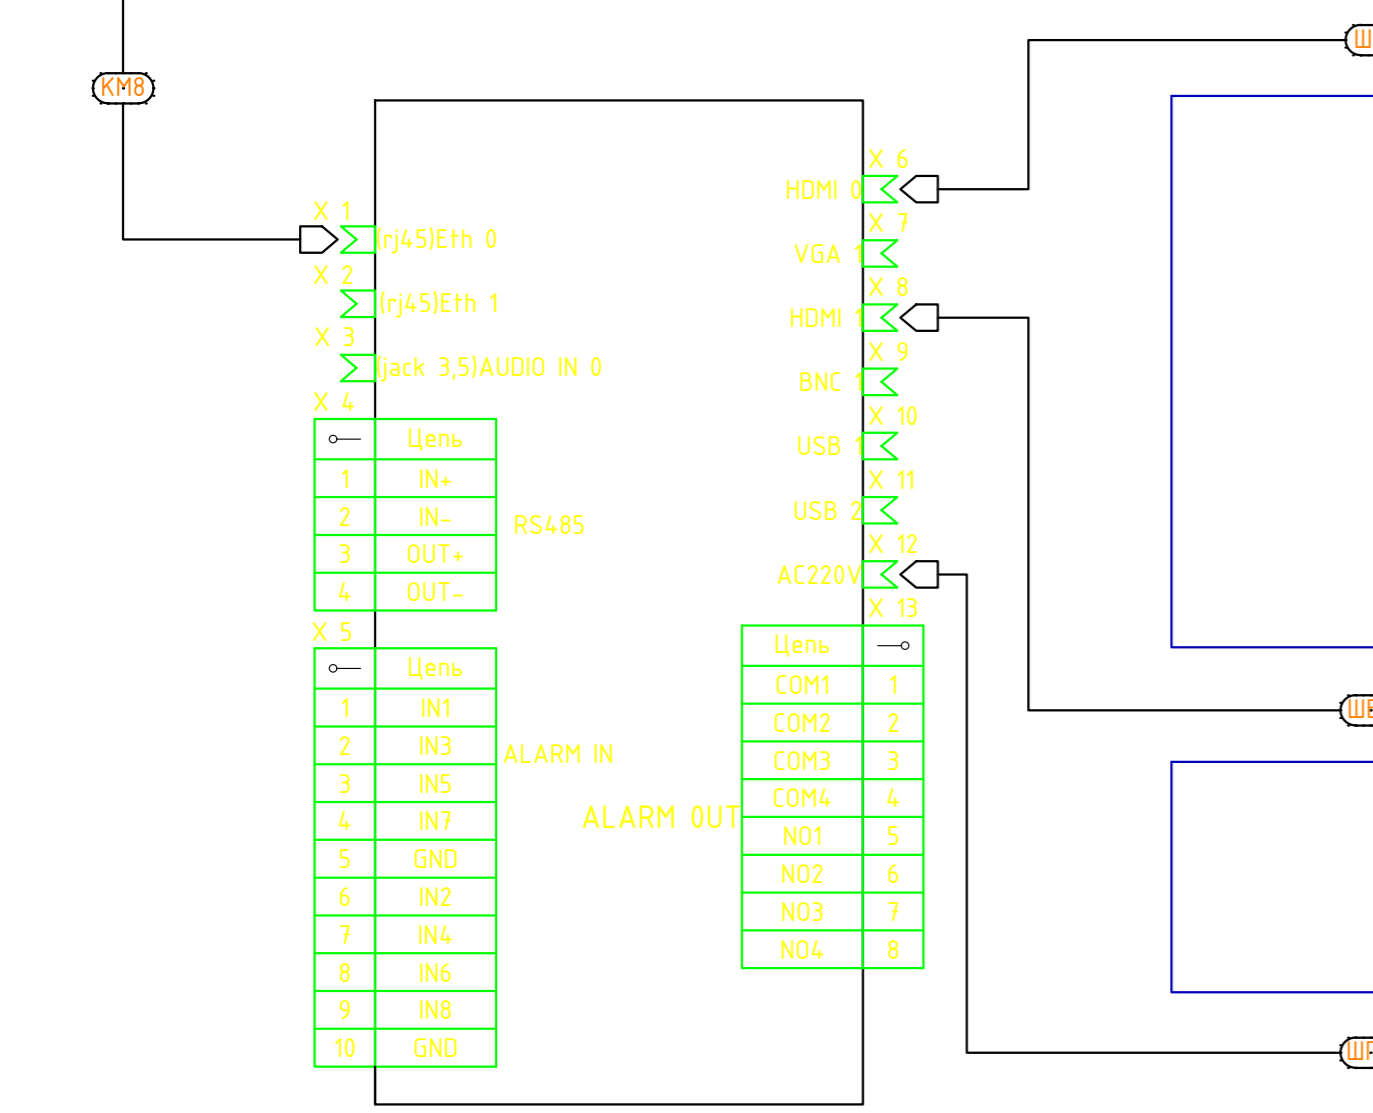 КМ8
X 1
(rj45)Eth 0
X 2
(rj45)Eth 1
X 3
(jack 3,5)AUDIO IN 0
X 4
Цепь
1 IN+
2 IN-
3 OUT+
4 OUT-
RS485
X 5
Цепь
1 IN1
2 IN3
3 IN5
4 IN7
5 GND
6 IN2
7 IN4
8 IN6
9 IN8
10 GND
ALARM IN
X 6
HDMI 0
X 7
VGA 1
X 8
HDMI 1
X 9
BNC 1
X 10
USB 1
X 11
USB 2
X 12
AC220V
X 13
Цепь
COM1 1
COM2 2
COM3 3
COM4 4
NO1 5
NO2 6
NO3 7
NO4 8
ALARM OUT